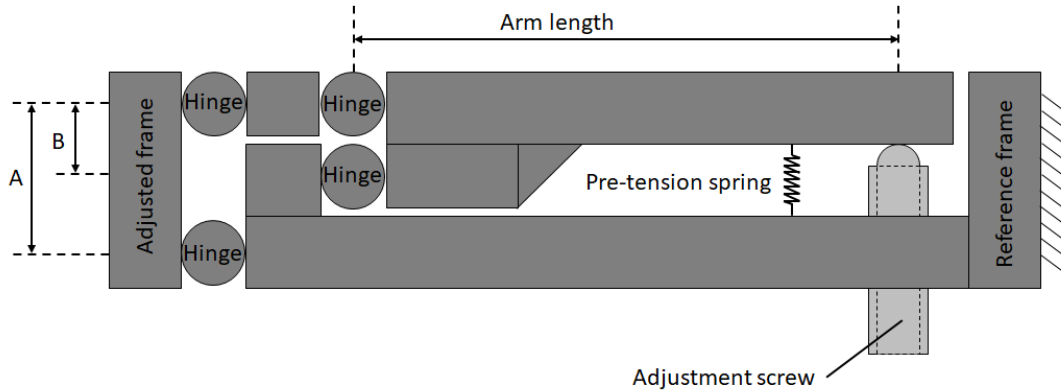 Arm length
Hinge
Hinge
B
Hinge
A
Pre-tension spring
Adjusted frame
Reference frame
Hinge
Adjustment screw